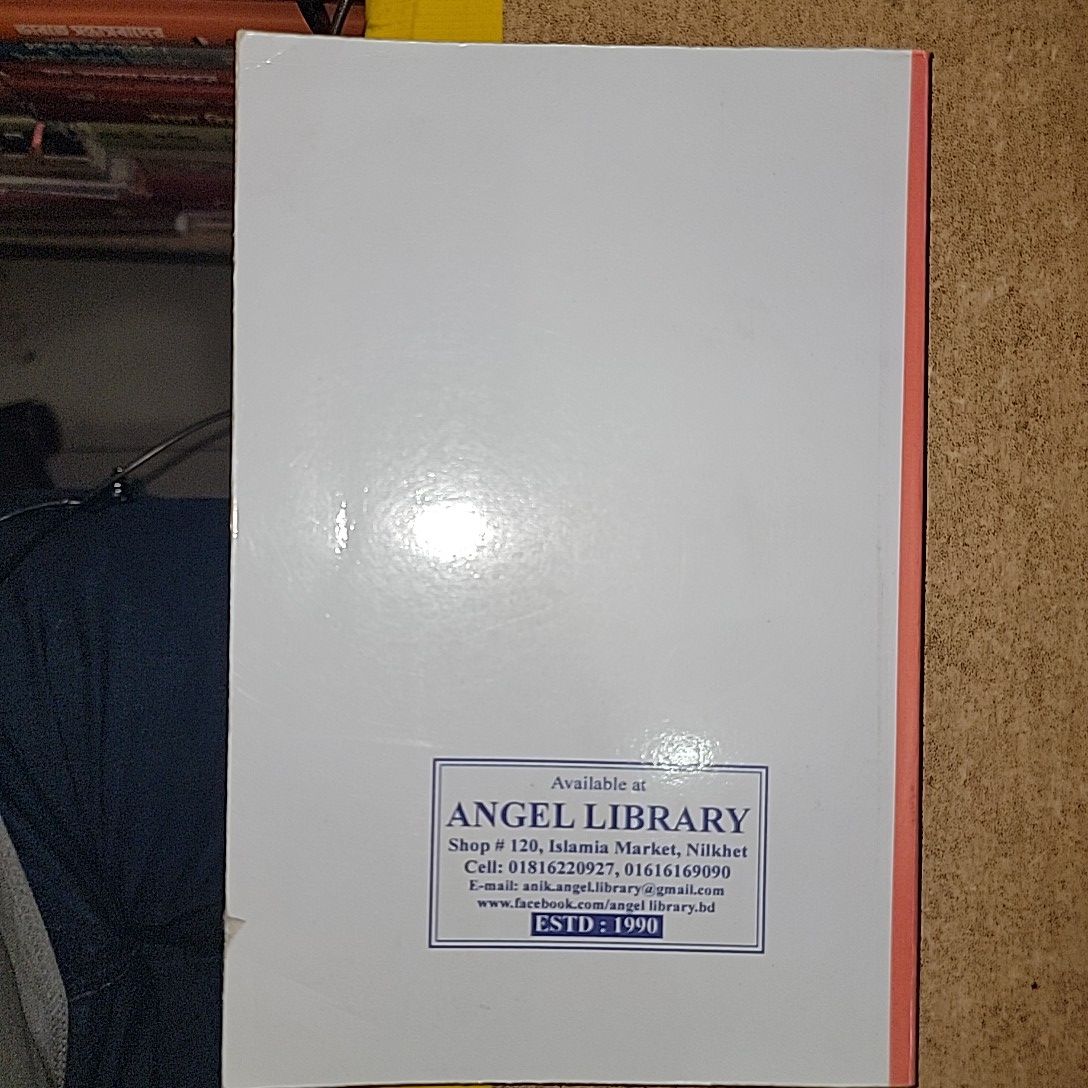 Available at
ANGEL LIBRARY
Shop # 120, Islamia Market, Nilkhet
Cell: 01816220927, 01616169090
E-mail: anik.angel.library@gmail.com
www.facebook.com/angel library.bd
ESTD : 1990